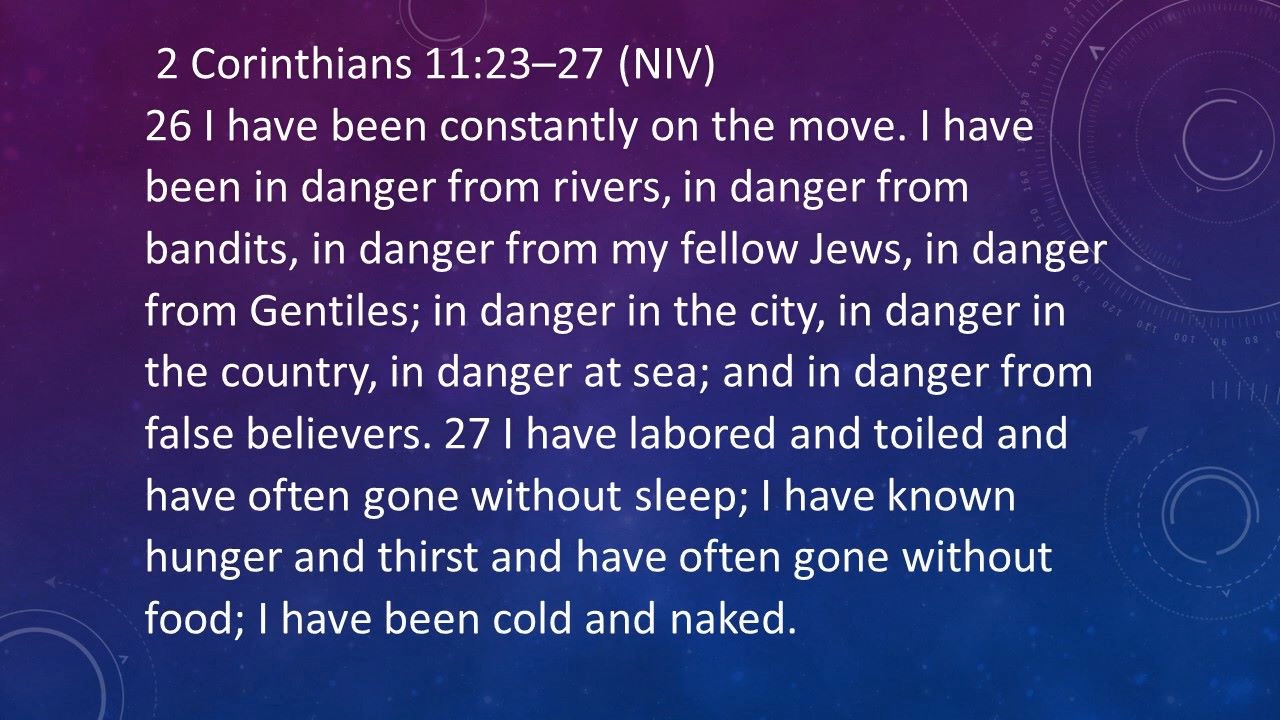 2 Corinthians 11:23–27 (NIV)
26 I have been constantly on the move. I have
been in danger from rivers, in danger from
bandits, in danger from my fellow Jews, in danger
from Gentiles; in danger in the city, in danger in
the country, in danger at sea; and in danger from
false believers. 27 I have labored and toiled and
have often gone without sleep; I have known
hunger and thirst and have often gone without
food; I have been cold and naked.